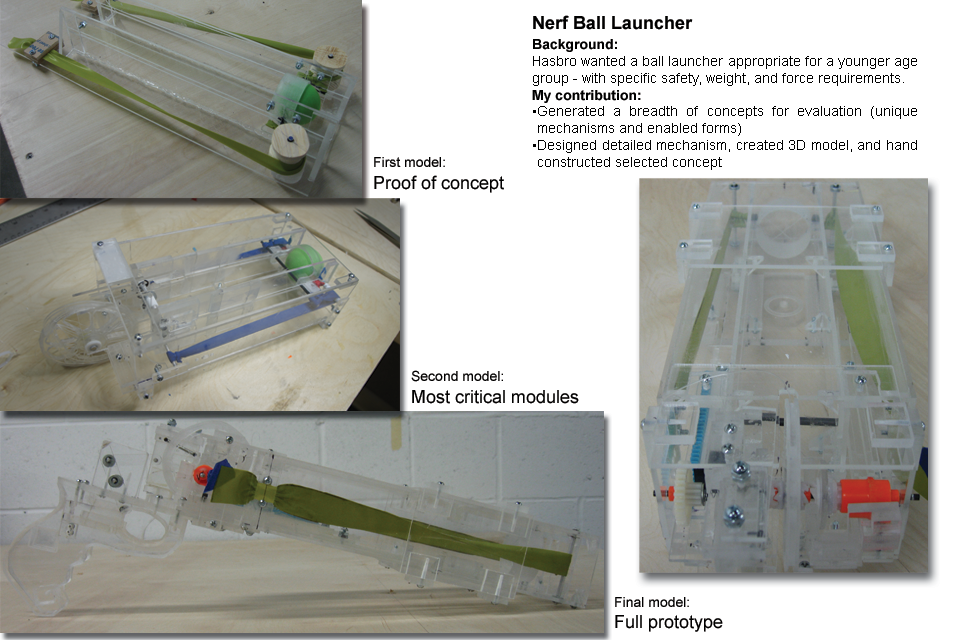 Nerf Ball Launcher
Background:
Hasbro wanted a ball launcher appropriate for a younger age
group - with specific safety, weight, and force requirements.
My contribution:
•Generated a breadth of concepts for evaluation (unique
mechanisms and enabled forms)
•Designed detailed mechanism, created 3D model, and hand
constructed selected concept
First model:
Proof of concept
Second model:
Most critical modules
Final model:
Full prototype